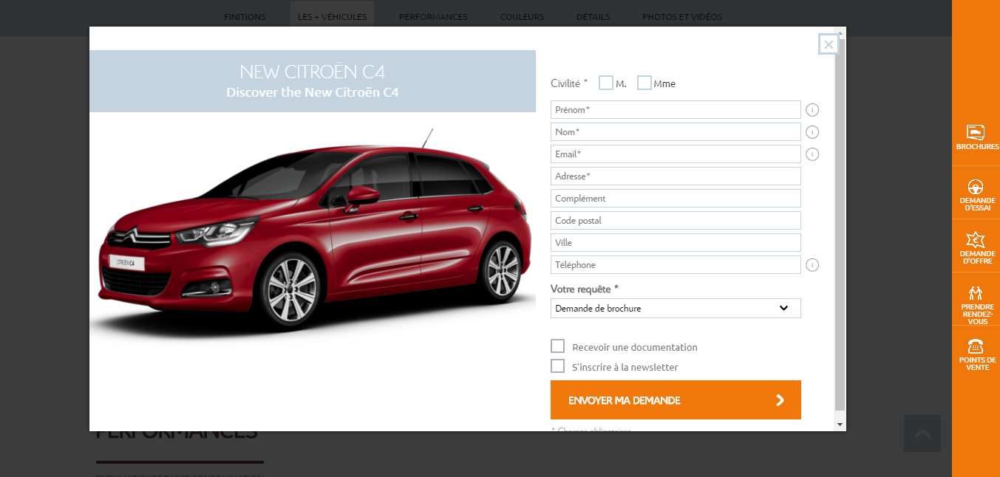 FINITIONS
LES + VÉHICULES
PERFORMANCES
COULEURS
DÉTAILS
PHOTOS ET VIDÉOS
NEW CITROËN C4
Discover the New Citroën C4
CITROËN C4
Civilité * M. Mme
Prénom*
Nom*
Email*
Adresse*
Complément
Code postal
Ville
Téléphone
Votre requête *
Demande de brochure
Recevoir une documentation
S'inscrire à la newsletter
ENVOYER MA DEMANDE
* Champs obligatoires
PERFORMANCES
BROCHURES
DEMANDE
D'ESSAI
DEMANDE
D'OFFRE
PRENDRE
RENDEZ-
VOUS
POINTS DE
VENTE